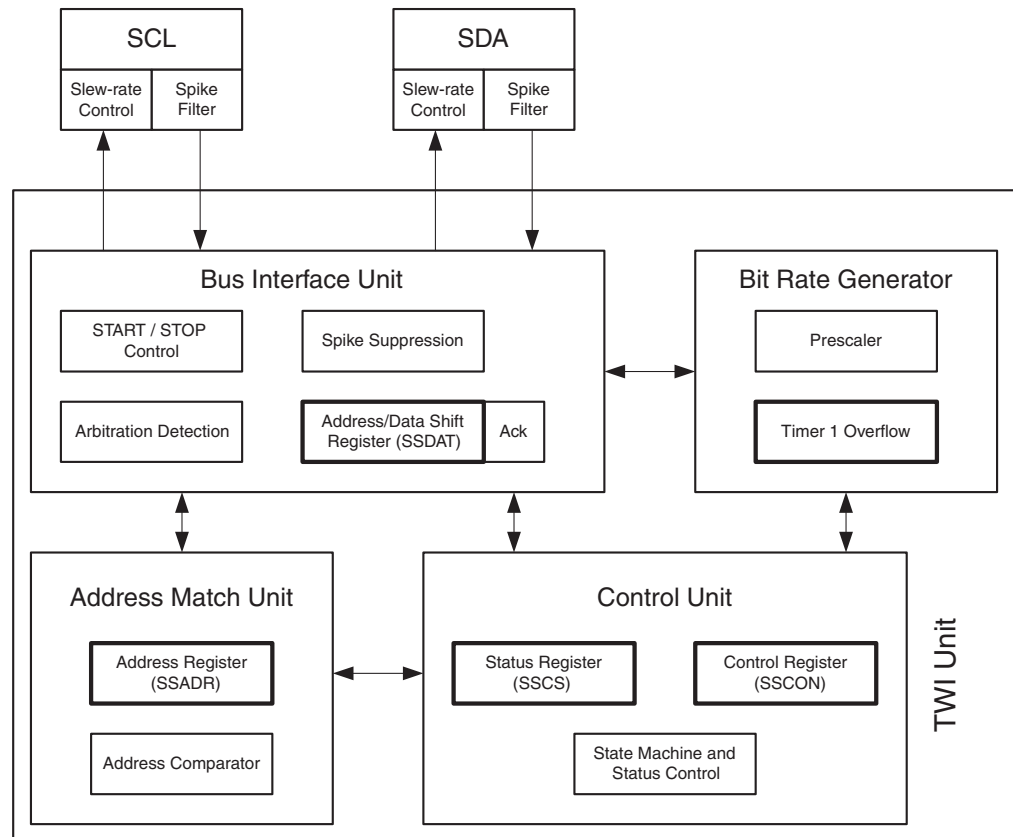 SCL
Slew-rate
Control
Spike
Filter
SDA
Slew-rate
Control
Spike
Filter
Bus Interface Unit
START / STOP
Control
Spike Suppression
Arbitration Detection
Address/Data Shift
Register (SSDAT)
Ack
Bit Rate Generator
Prescaler
Timer 1 Overflow
Address Match Unit
Address Register
(SSADR)
Address Comparator
Control Unit
Status Register
(SSCS)
Control Register
(SSCON)
State Machine and
Status Control
TWI Unit